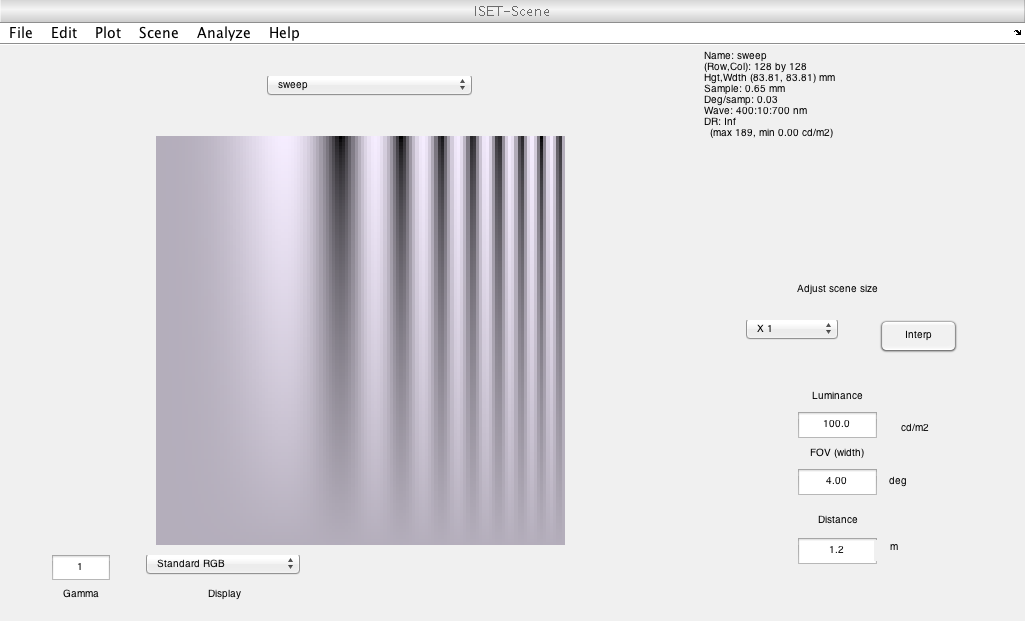 ISET-Scene
File Edit Plot Scene Analyze Help
sweep
Name: sweep
(Row,Col): 128 by 128
Hgt,Wdth (83.81, 83.81) mm
Sample: 0.65 mm
Deg/samp: 0.03
Wave: 400:10:700 nm
DR: Inf
(max 189, min 0.00 cd/m2)
Adjust scene size
X 1
Interp
Luminance
100.0 cd/m2
FOV (width)
4.00 deg
Distance
1.2 m
1
Gamma
Standard RGB
Display